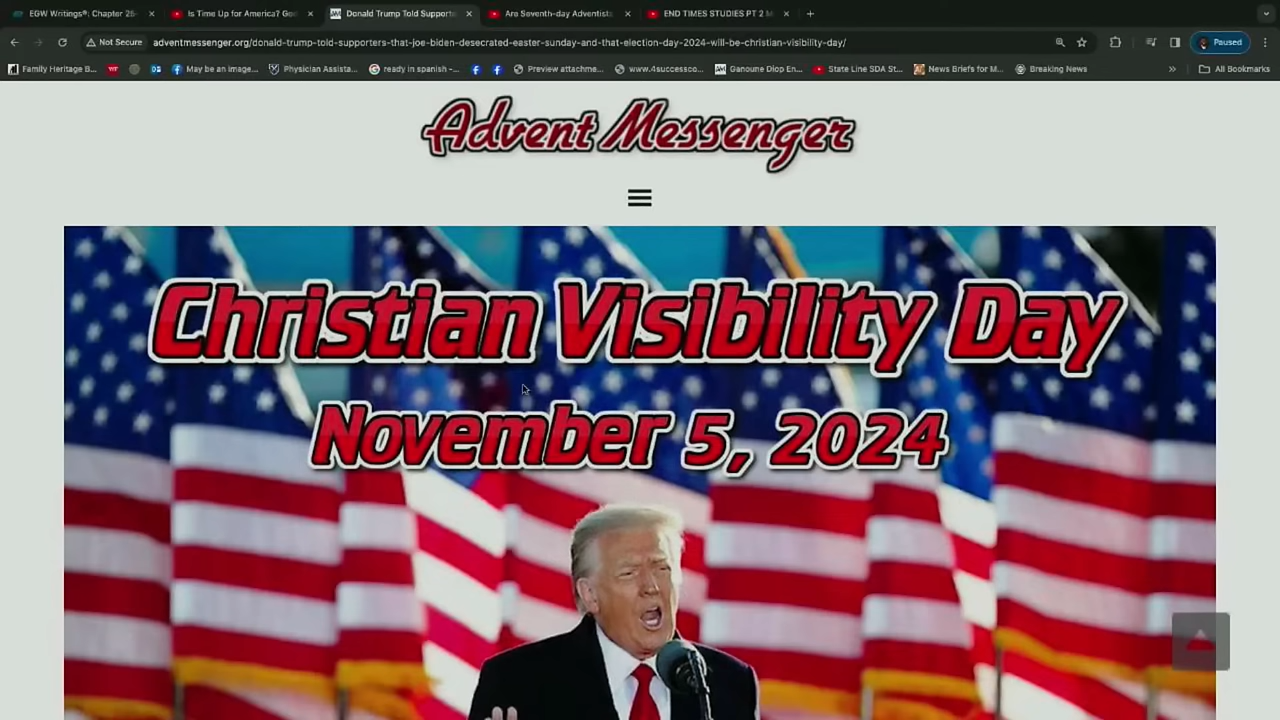 EGW Writings®: Chapter 25-
Is Time Up for America? Go
Donald Trump Told Supporte
Are Seventh-day Adventists
END TIMES STUDIES PT 2 M
Not Secure
adventmessenger.org/donald-trump-told-supporters-that-joe-biden-desecrated-easter-sunday-and-that-election-day-2024-will-be-christian-visibility-day/
Paused
Family Heritage B...
May be an image...
Physician Assista...
ready in spanish -...
Preview attachme...
www.4successco...
Ganoune Diop En...
State Line SDA St...
News Briefs for M...
Breaking News
All Bookmarks
Advent Messenger
Christian Visibility Day
November 5, 2024